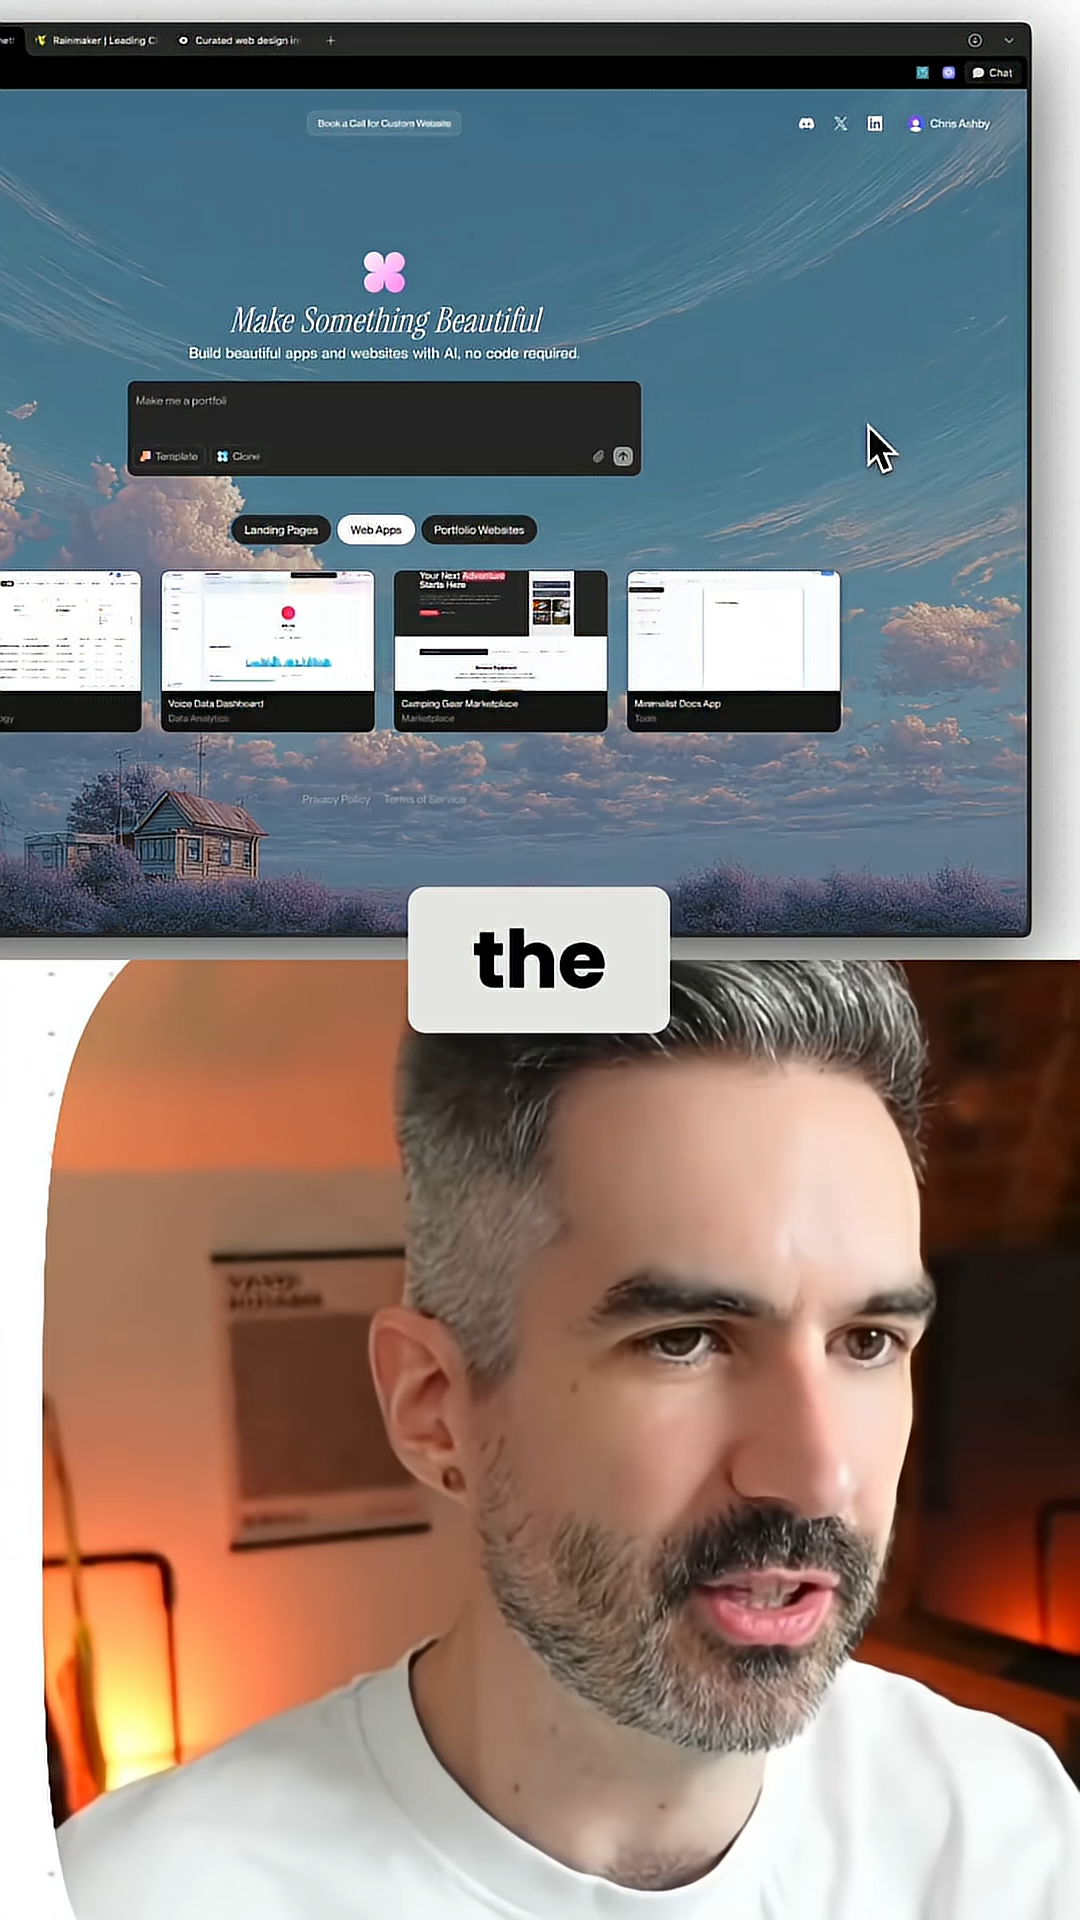 Rainmaker | Leading C
Curated web design in
Chat
Book a Call for Custom Website
Chris Ashby
Make Something Beautiful
Build beautiful apps and websites with AI, no code required.
Make me a portfoli
Template
Clone
Landing Pages
Web Apps
Portfolio Websites
Your Next Adventure
Starts Here
Voice Data Dashboard
Data Analytics
Camping Gear Marketplace
Marketplace
Minimalist Docs App
Tools
Privacy Policy
Terms of Service
the